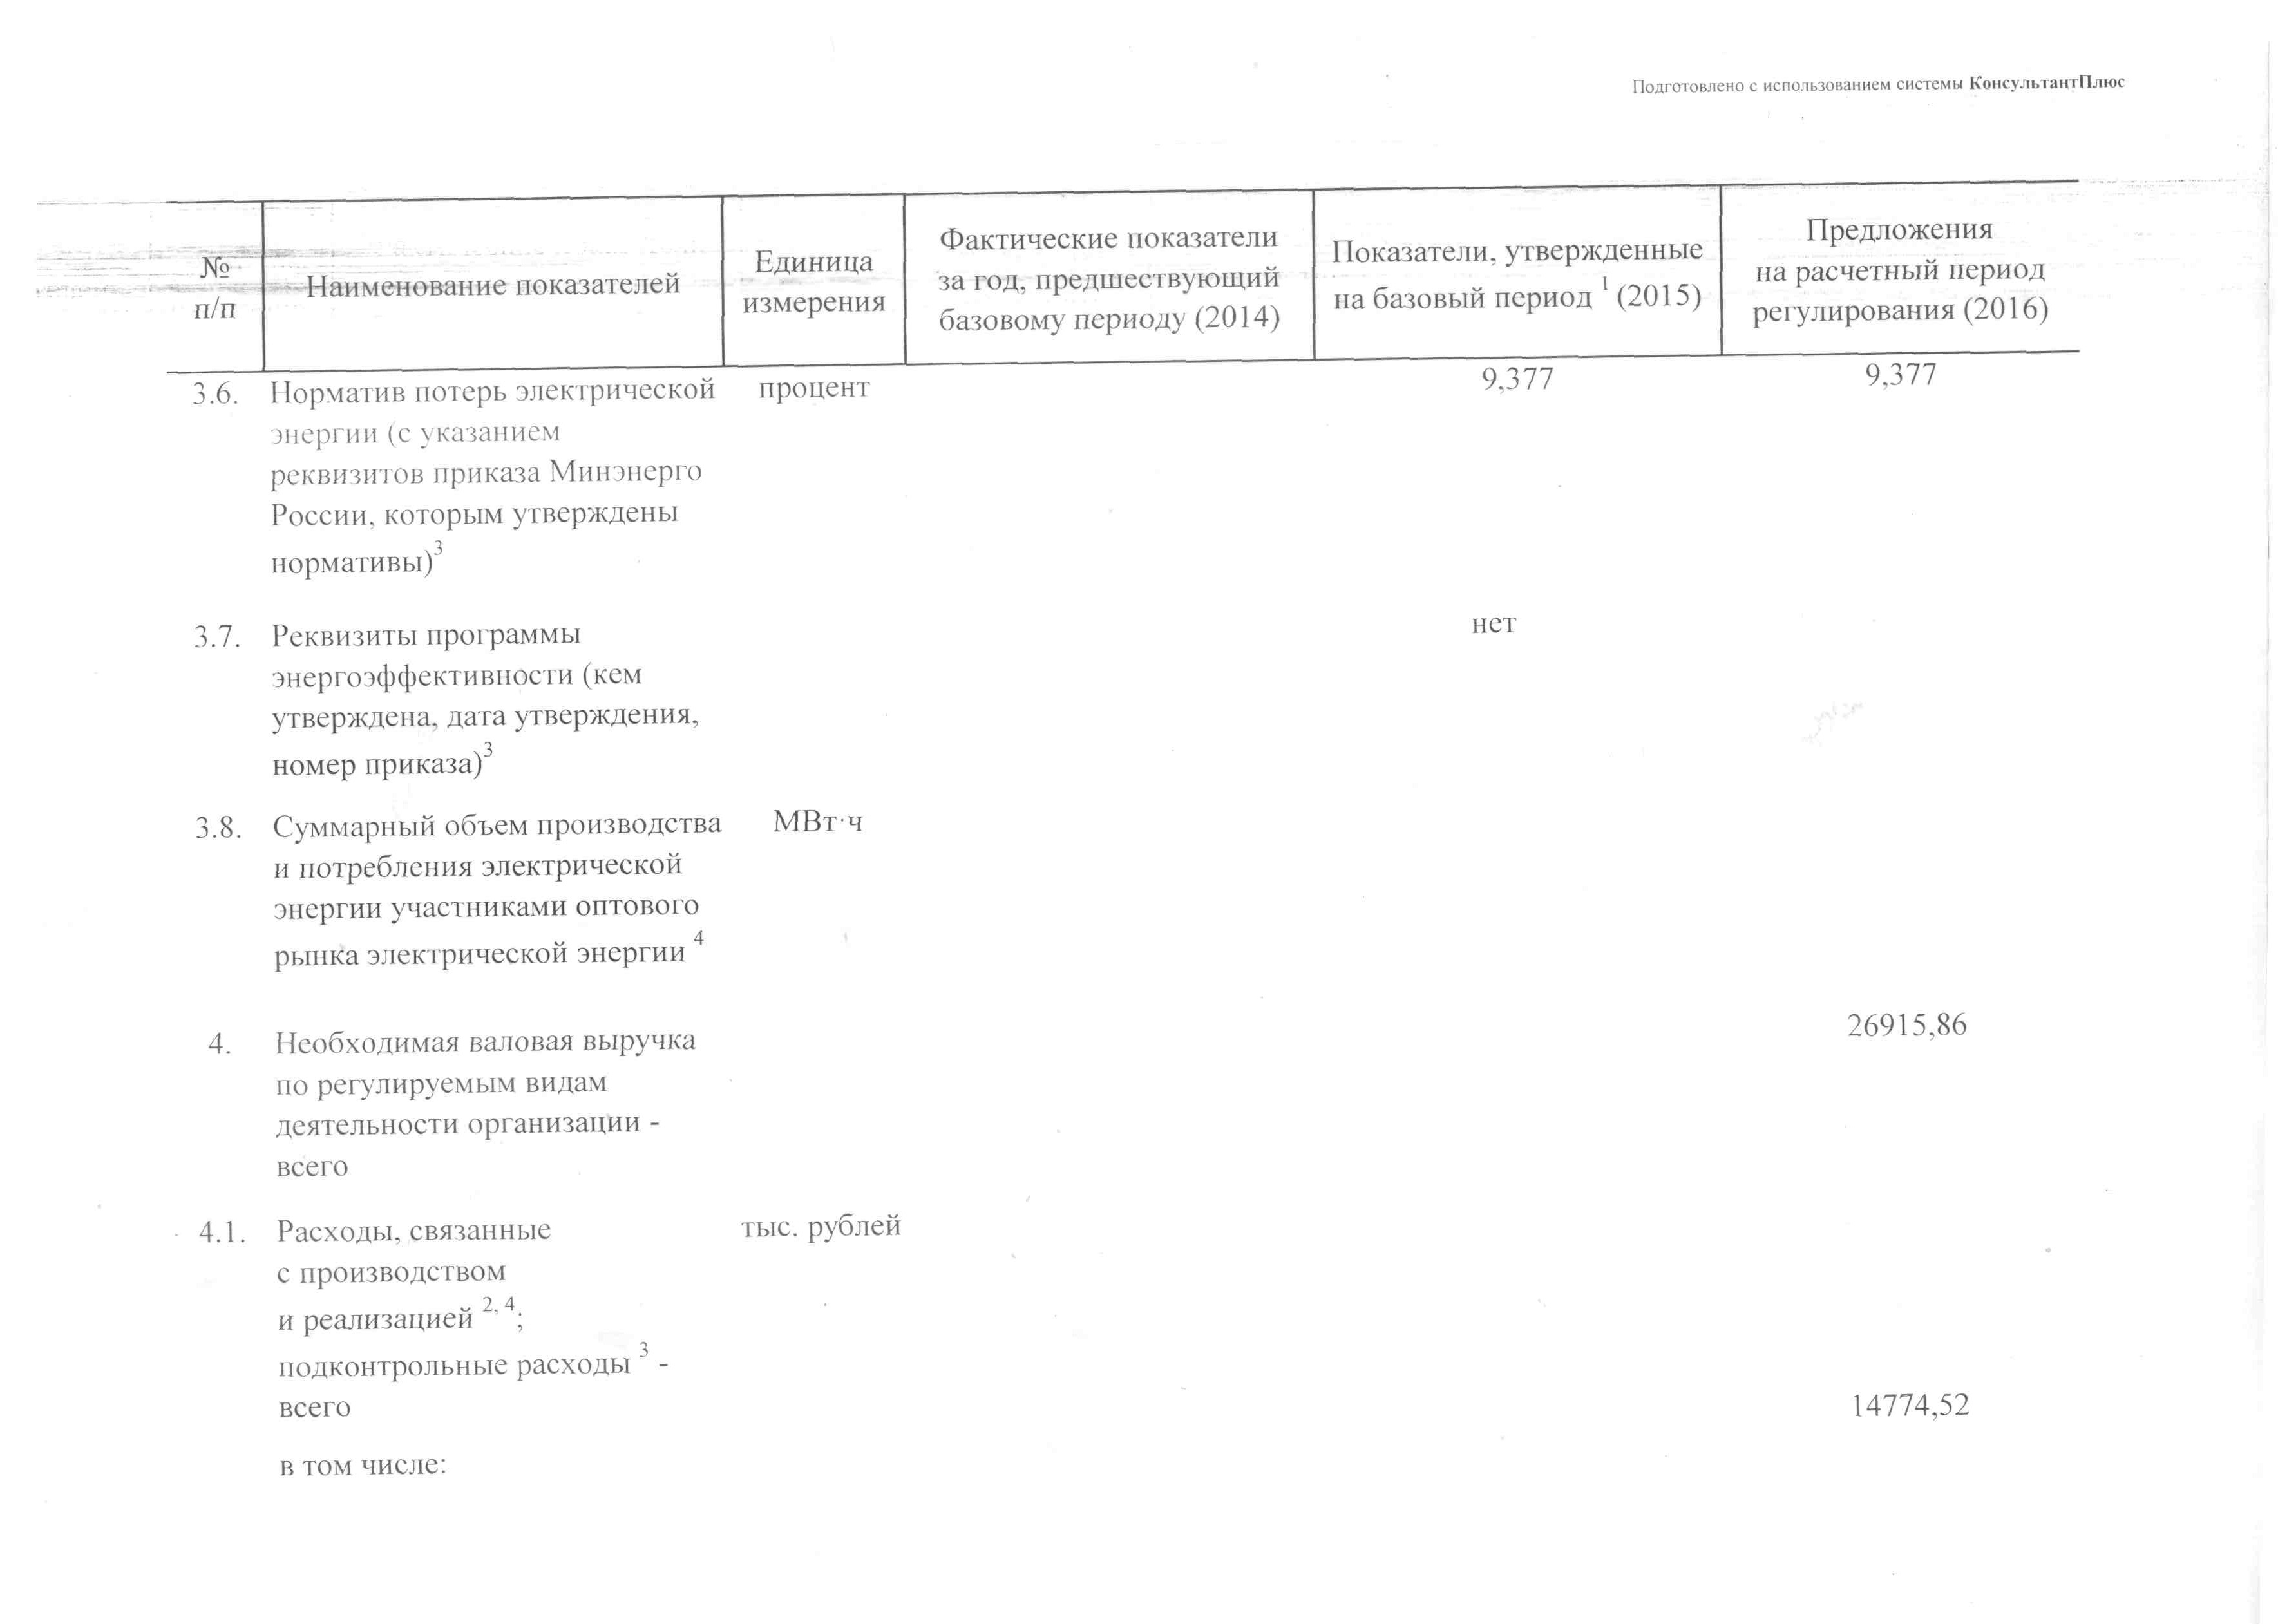 Подготовлено с использованием системы КонсультантПлюс
№
п/п
Наименование показателей
Единица
измерения
Фактические показатели
за год, предшествующий
базовому периоду (2014)
Показатели, утвержденные
на базовый период 1 (2015)
Предложения
на расчетный период
регулирования (2016)
3.6. Норматив потерь электрической процент 9,377 9,377
энергии (с указанием
реквизитов приказа Минэнерго
России, которым утверждены
нормативы)3
3.7. Реквизиты программы нет
энергоэффективности (кем
утверждена, дата утверждения,
номер приказа)3
3.8. Суммарный объем производства МВт·ч
и потребления электрической
энергии участниками оптового
рынка электрической энергии 4
4. Необходимая валовая выручка 26915,86
по регулируемым видам
деятельности организации -
всего
4.1. Расходы, связанные тыс. рублей
с производством
и реализацией 2, 4;
подконтрольные расходы 3 -
всего 14774,52
в том числе: